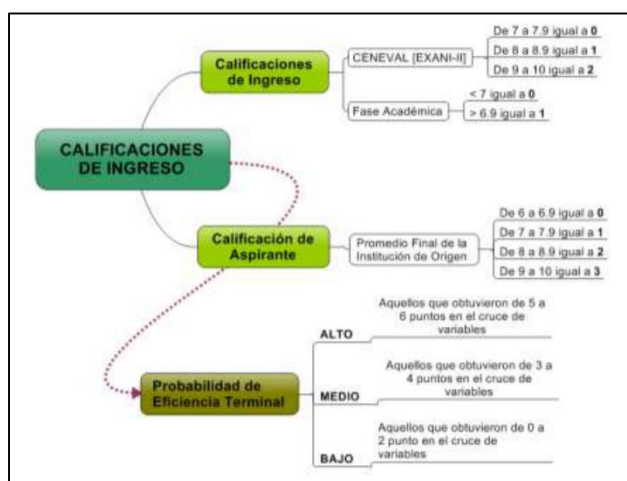 CALIFICACIONES
DE INGRESO
Calificaciones
de Ingreso
CENEVAL [EXANI-II]
De 7 a 7.9 igual a 0
De 8 a 8.9 igual a 1
De 9 a 10 igual a 2
Fase Académica
< 7 igual a 0
> 6.9 igual a 1
Calificación de
Aspirante
Promedio Final de la
Institución de Origen
De 6 a 6.9 igual a 0
De 7 a 7.9 igual a 1
De 8 a 8.9 igual a 2
De 9 a 10 igual a 3
Probabilidad de
Eficiencia Terminal
ALTO
Aquellos que obtuvieron de 5 a
6 puntos en el cruce de
variables
MEDIO
Aquellos que obtuvieron de 3 a
4 puntos en el cruce de
variables
BAJO
Aquellos que obtuvieron de 0 a
2 punto en el cruce de
variables